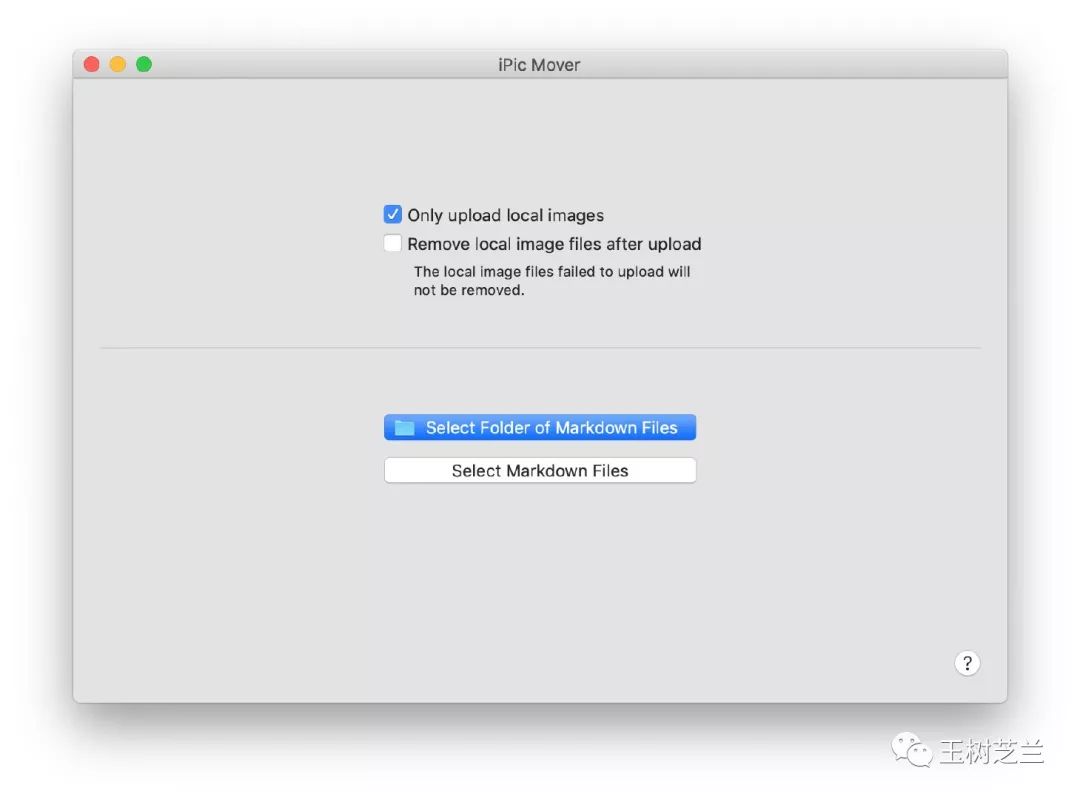 iPic Mover
Only upload local images
Remove local image files after upload
The local image files failed to upload will
not be removed.
Select Folder of Markdown Files
Select Markdown Files
?
玉树芝兰